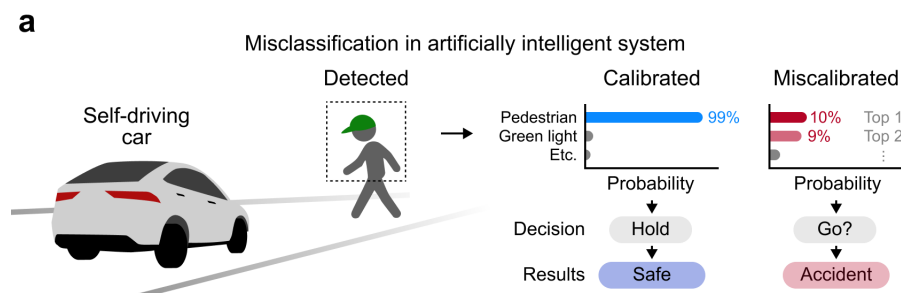 a
Misclassification in artificially intelligent system
Detected
Calibrated
Miscalibrated
Self-driving
car
Pedestrian
Green light
Etc.
99%
10%
9%
Top 1
Top 2
⋮
Probability
Probability
Decision
Hold
Go?
Results
Safe
Accident